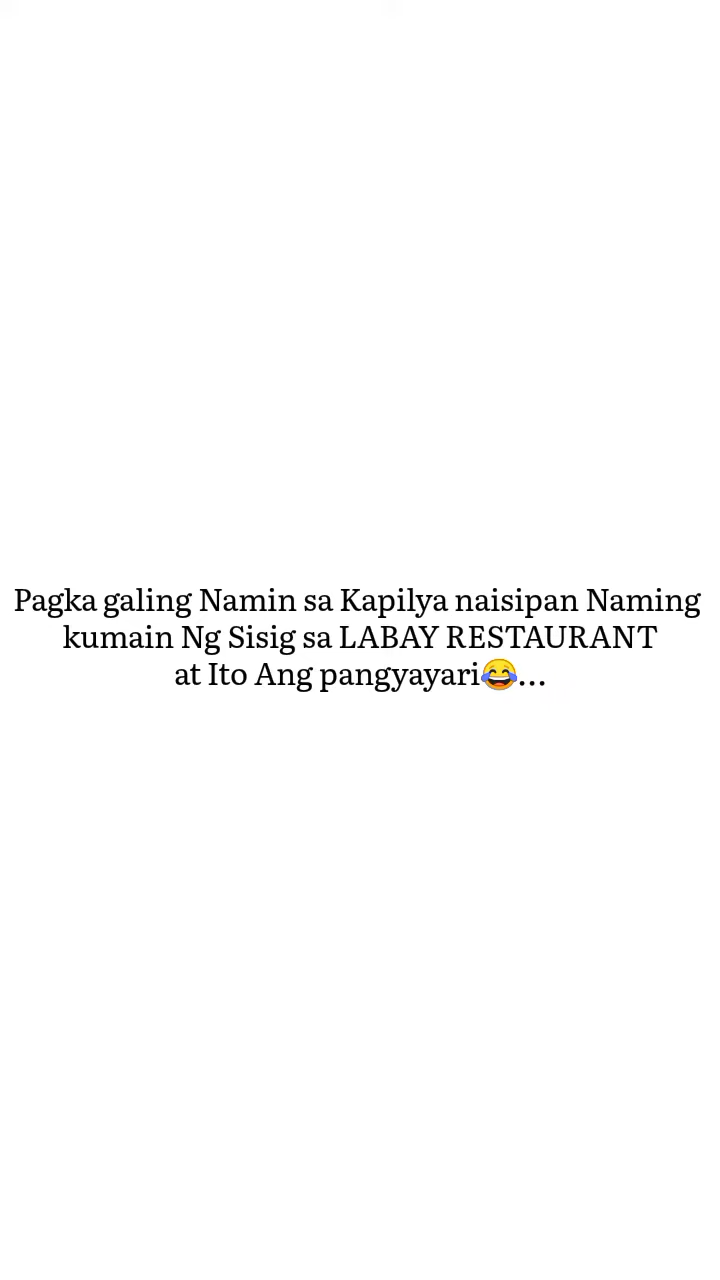 Pagka galing Namin sa Kapilya naisipan Naming
kumain Ng Sisig sa LABAY RESTAURANT
at Ito Ang pangyayari😂...